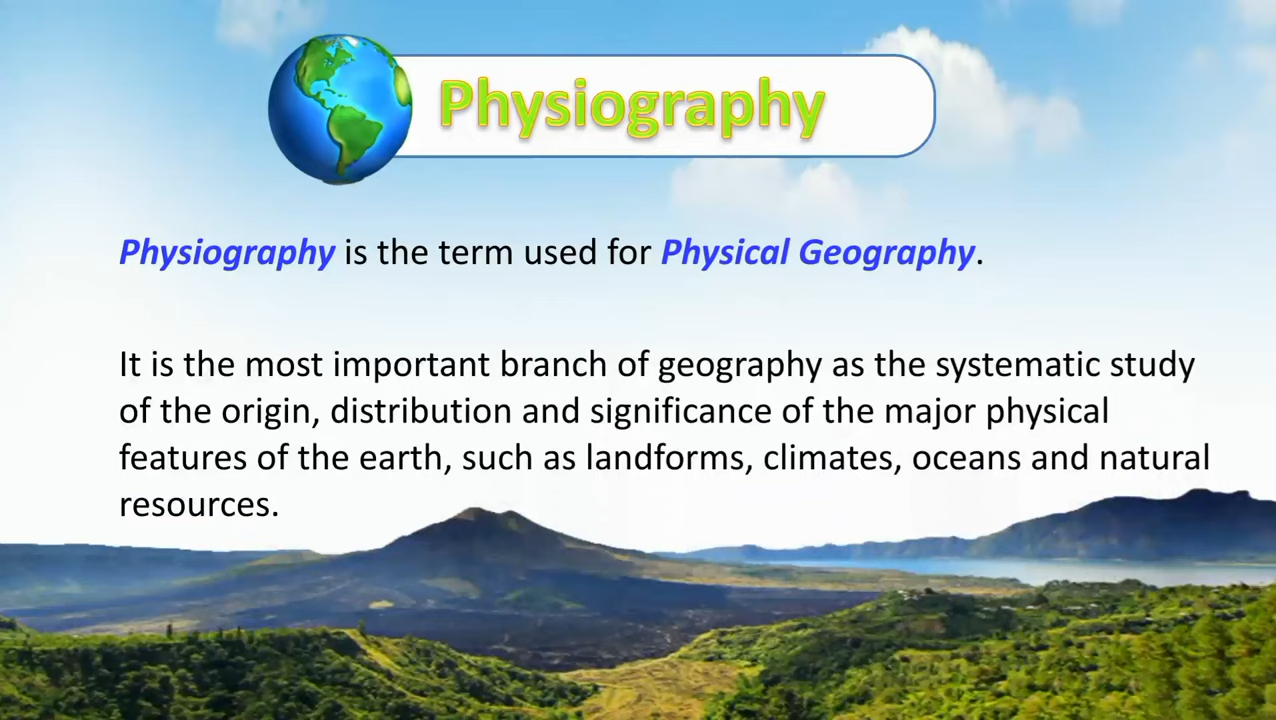 Physiography
Physiography is the term used for Physical Geography.
It is the most important branch of geography as the systematic study
of the origin, distribution and significance of the major physical
features of the earth, such as landforms, climates, oceans and natural
resources.